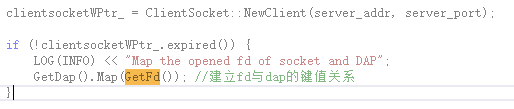 clientsocketWPtr_ = ClientSocket::NewClient(server_addr, server_port);
if (!clientsocketWPtr_.expired()) {
LOG(INFO) << "Map the opened fd of socket and DAP";
GetDap().Map(GetFd()); //建立fd与dap的键值关系
}